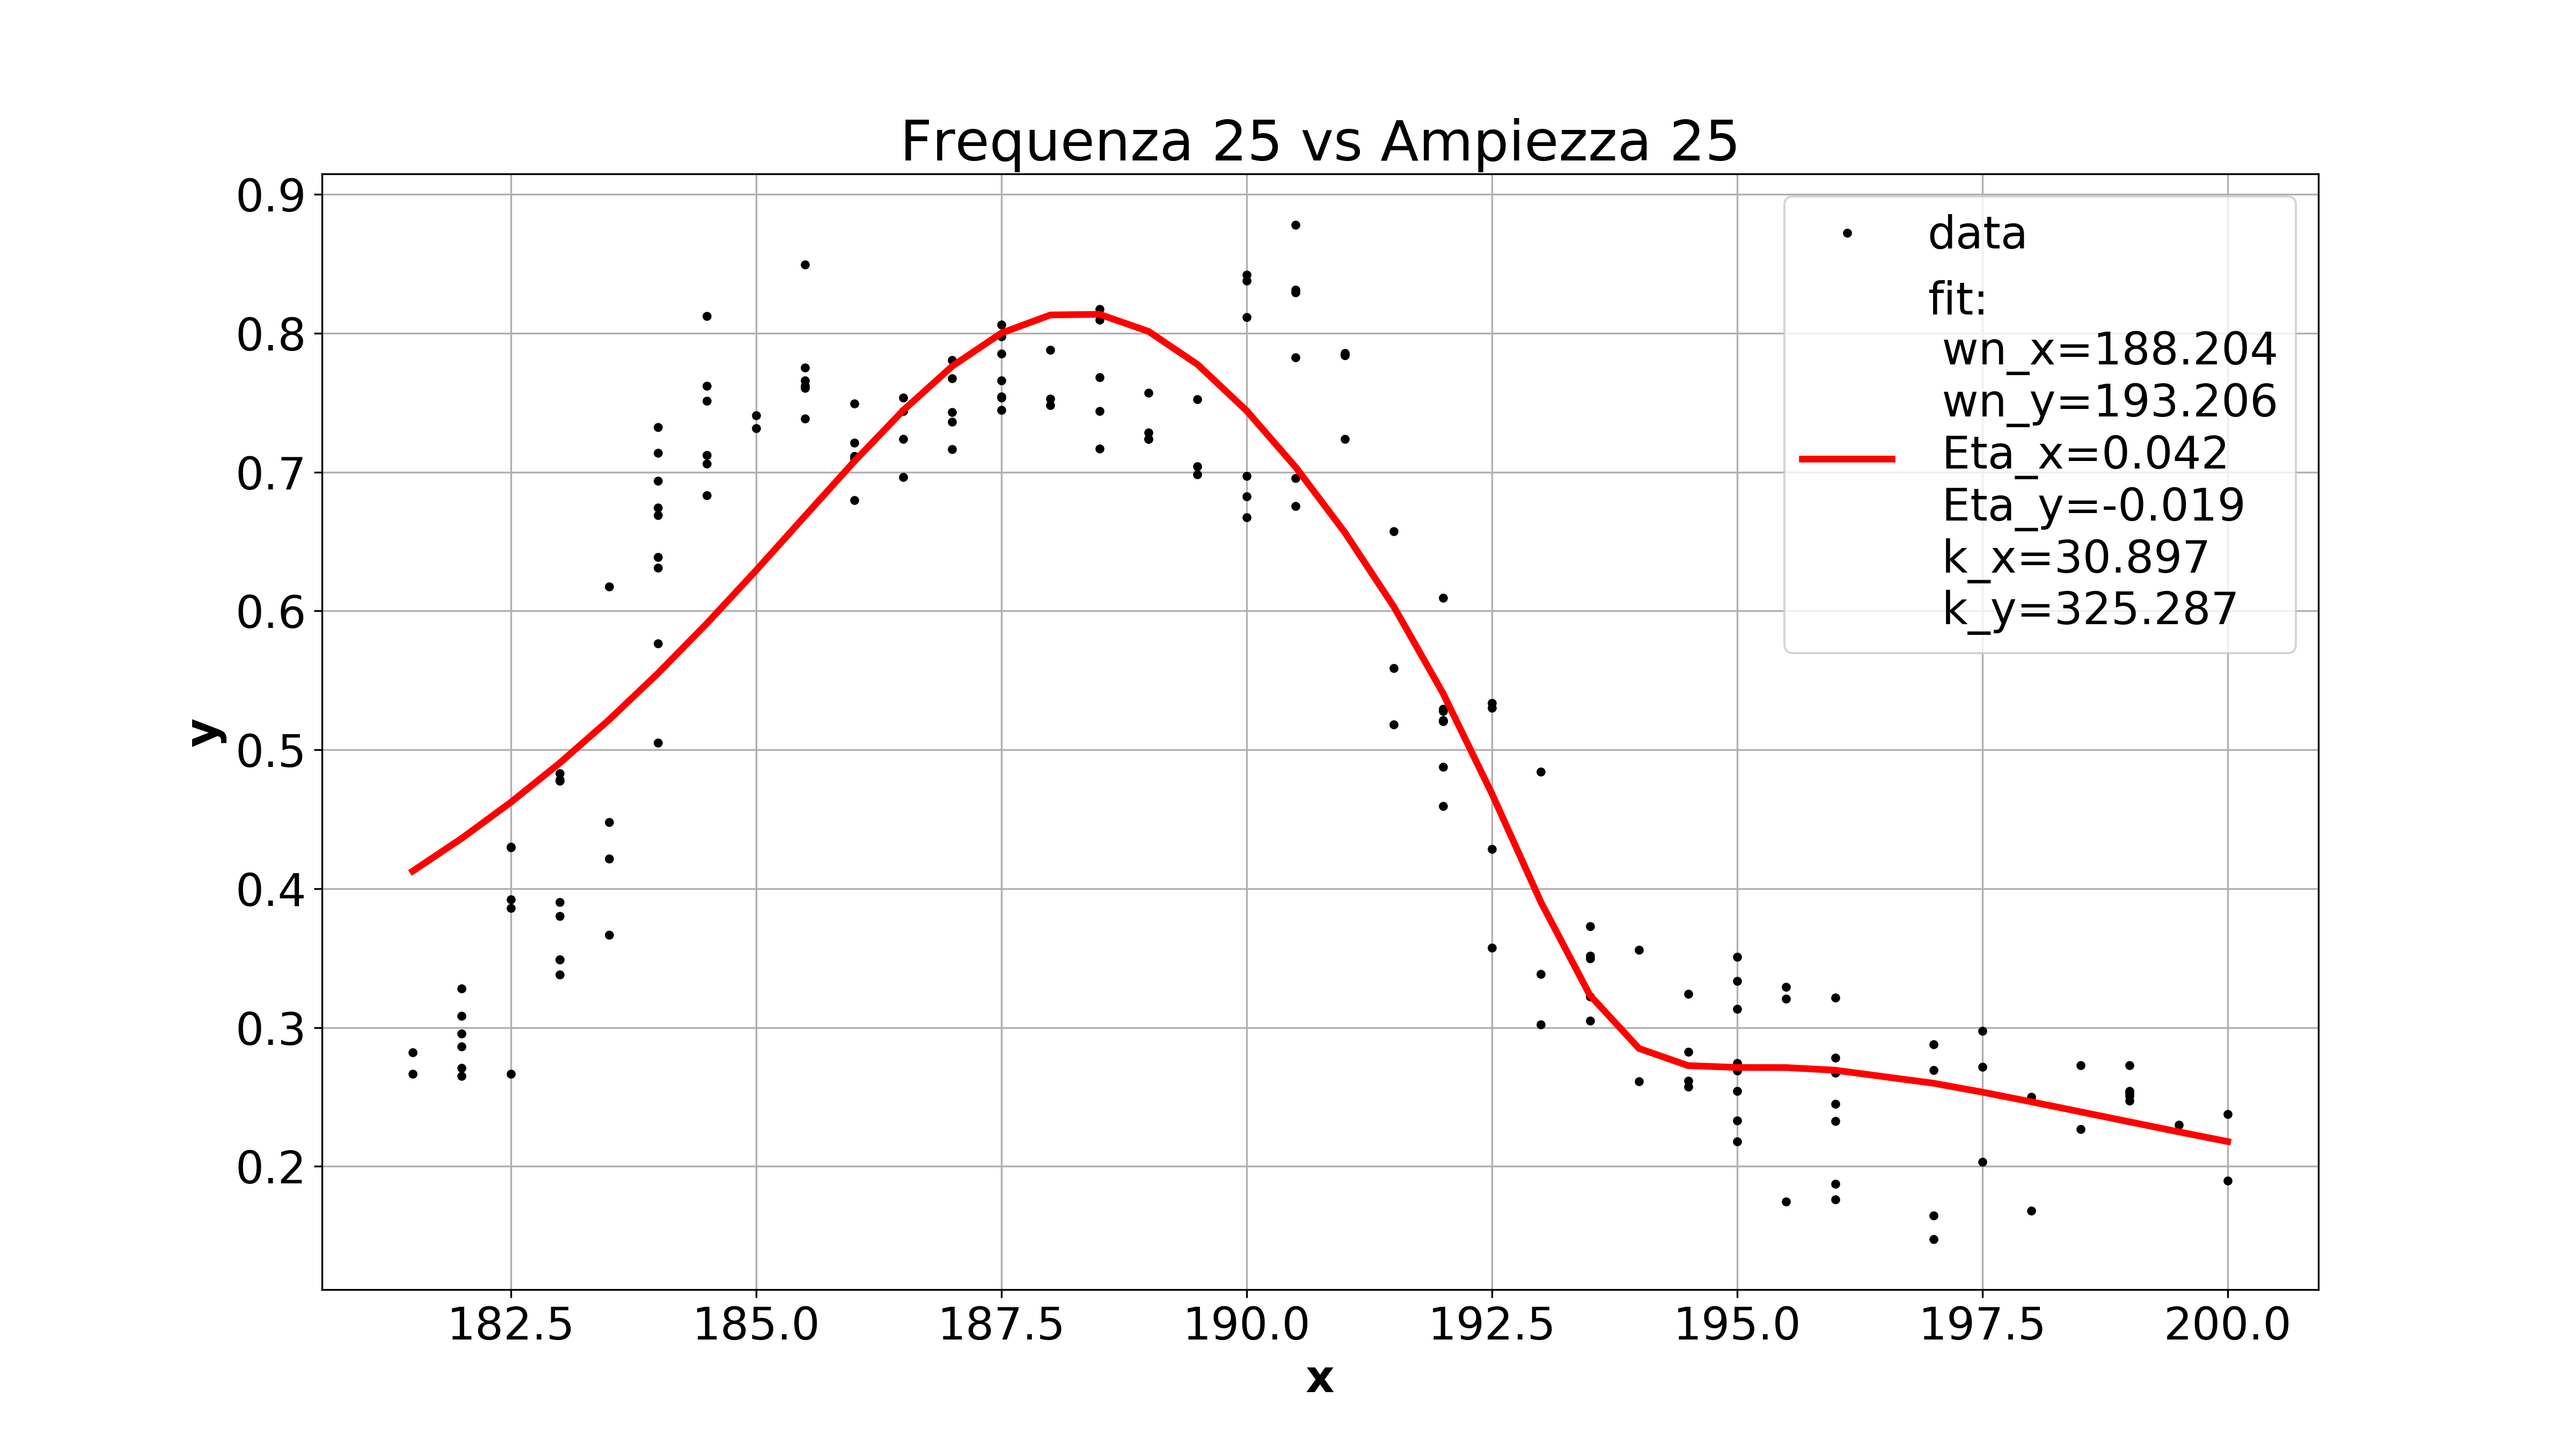 Frequenza 25 vs Ampiezza 25
0.9
0.8
0.7
0.6
0.5
0.4
0.3
0.2
y
data
fit:
wn_x=188.204
wn_y=193.206
Eta_x=0.042
Eta_y=-0.019
k_x=30.897
k_y=325.287
182.5 185.0 187.5 190.0 192.5 195.0 197.5 200.0
x